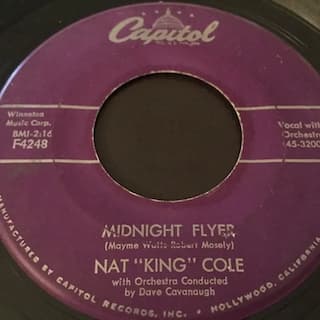 Capitol
Winneton
Music Corp.
BMI-2:16
F4248
Vocal with
Orchestra
(45-3200
MIDNIGHT FLYER
(Mayme Watts Robert Mosely)
NAT "KING" COLE
with Orchestra Conducted
by Dave Cavanaugh
BY CAPITOL RECORDS, INC. • HOLLYWOOD, CALIFORNIA